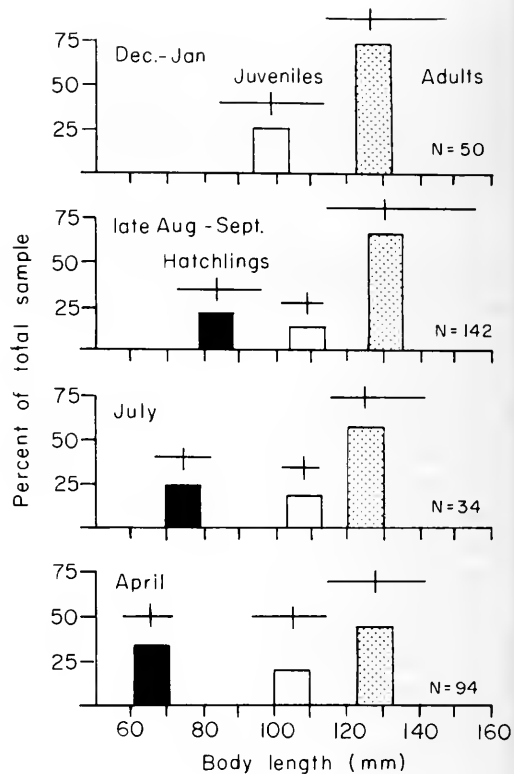 Percent of total sample
75
50
25
Dec.-Jan
Juveniles
Adults
N=50
75
50
25
late Aug -Sept.
Hatchlings
N=142
75
50
25
July
N=34
75
50
25
April
N=94
60 80 100 120 140 160
Body length (mm)